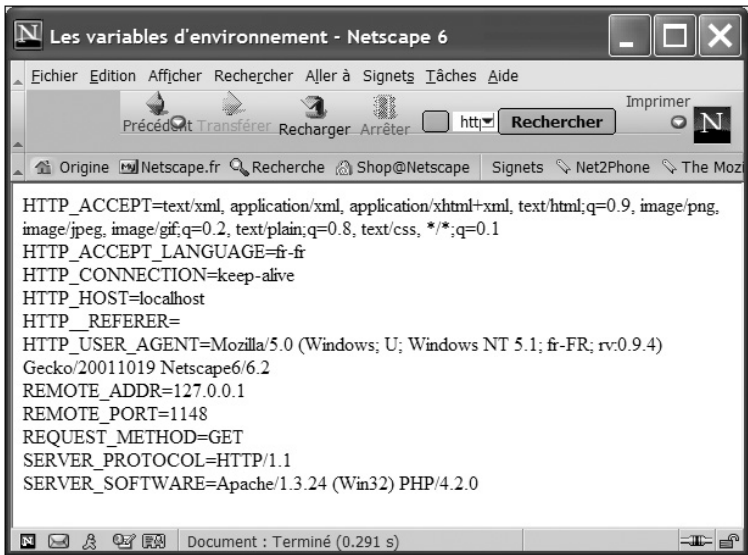 N Les variables d'environnement - Netscape 6
Fichier Edition Afficher Rechercher Aller à Signets Tâches Aide
Précédent Transférer Recharger Arrêter http Rechercher Imprimer N
Origine Netscape.fr Recherche Shop@Netscape Signets Net2Phone The Mozi
HTTP_ACCEPT=text/xml, application/xml, application/xhtml+xml, text/html;q=0.9, image/png,
image/jpeg, image/gif;q=0.2, text/plain;q=0.8, text/css, */*;q=0.1
HTTP_ACCEPT_LANGUAGE=fr-fr
HTTP_CONNECTION=keep-alive
HTTP_HOST=localhost
HTTP__REFERER=
HTTP_USER_AGENT=Mozilla/5.0 (Windows; U; Windows NT 5.1; fr-FR; rv:0.9.4)
Gecko/20011019 Netscape6/6.2
REMOTE_ADDR=127.0.0.1
REMOTE_PORT=1148
REQUEST_METHOD=GET
SERVER_PROTOCOL=HTTP/1.1
SERVER_SOFTWARE=Apache/1.3.24 (Win32) PHP/4.2.0
N Document : Terminé (0.291 s)